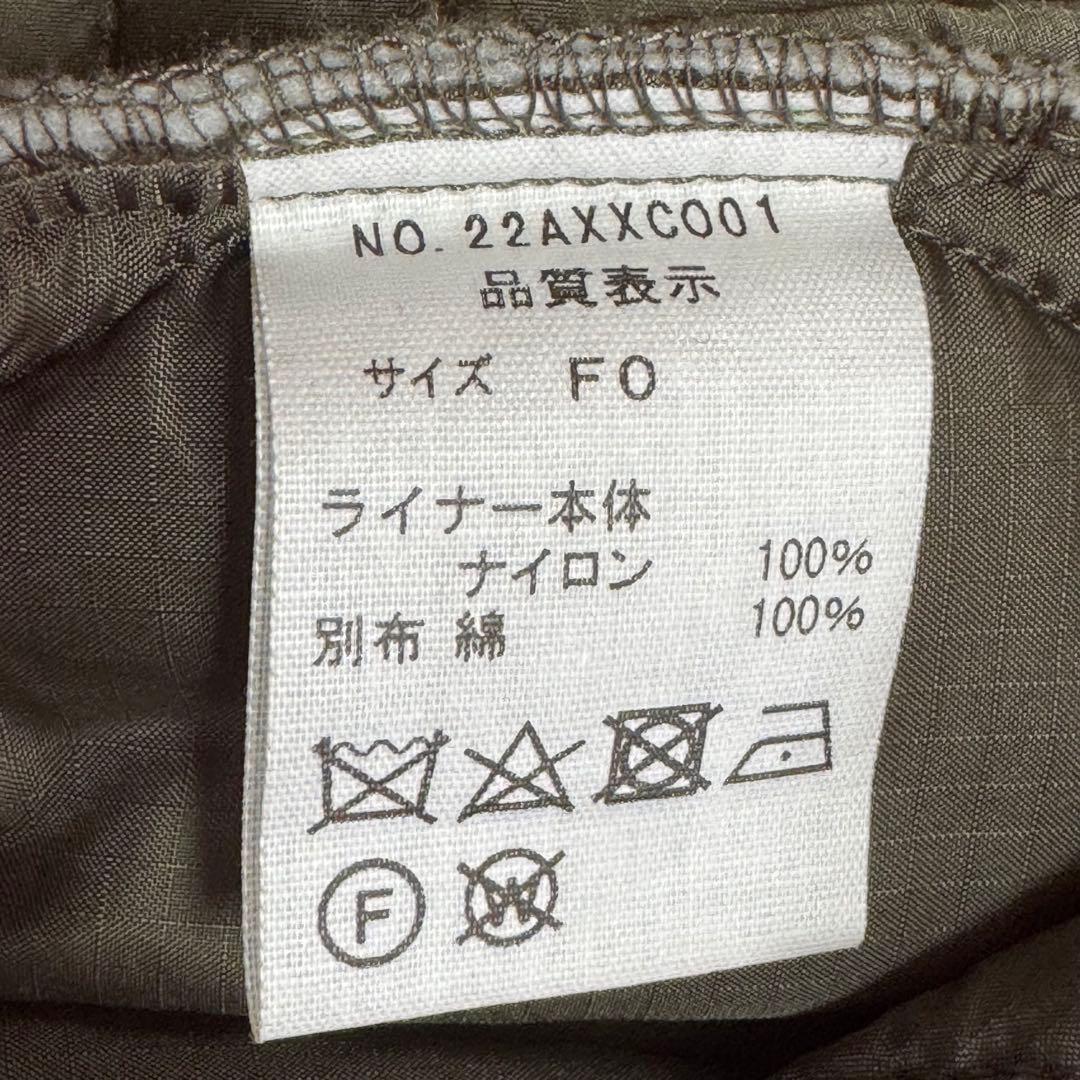 NO. 22AXXC001
品質表示
サイズ FO
ライナー本体
ナイロン 100%
別布 綿 100%
F
W